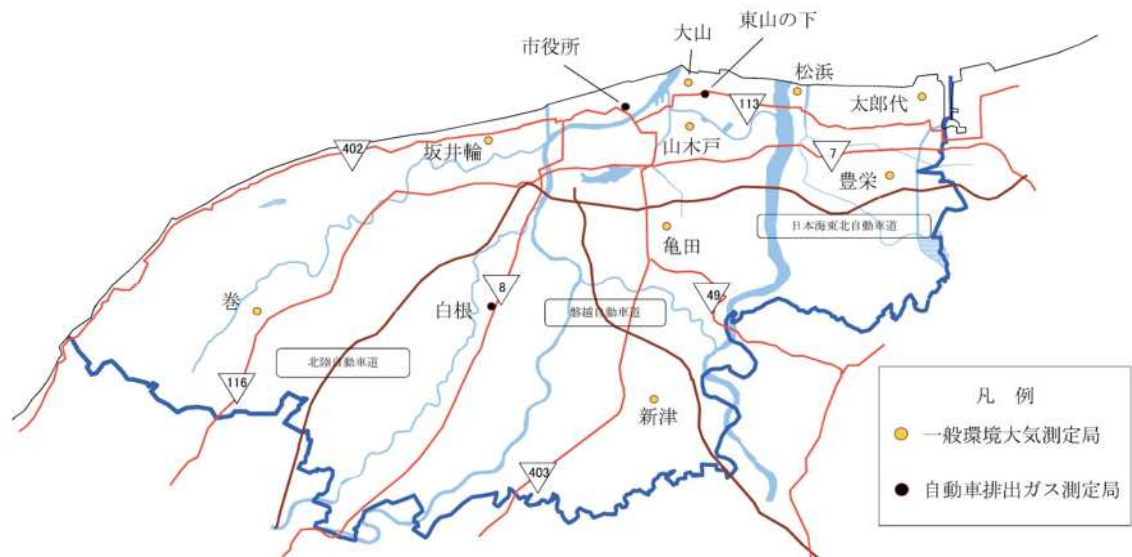 東山の下
大山
市役所
松浜
太郎代
113
402
坂井輪
山木戸
7
豊栄
日本海東北自動車道
亀田
巻
白根
8
磐越自動車道
49
北陸自動車道
116
新津
403
凡 例
一般環境大気測定局
自動車排出ガス測定局